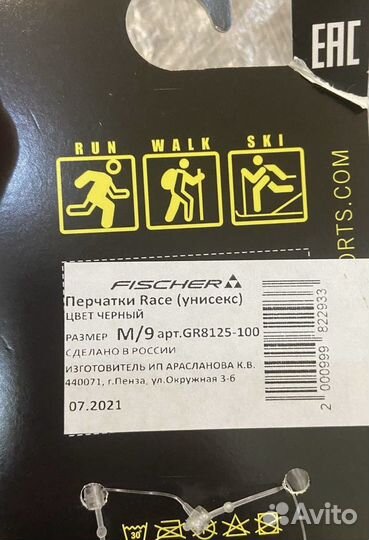 EAC
RUN WALK SKI
ORTS.COM
FISCHER
Перчатки Race (унисекс)
ЦВЕТ ЧЕРНЫЙ
РАЗМЕР M/9 арт.GR8125-100
СДЕЛАНО В РОССИИ
ИЗГОТОВИТЕЛЬ ИП АРАСЛАНОВА К.В.
440071, г.Пенза, ул.Окружная 3-6
07.2021
2 000999 822933
30°
Avito